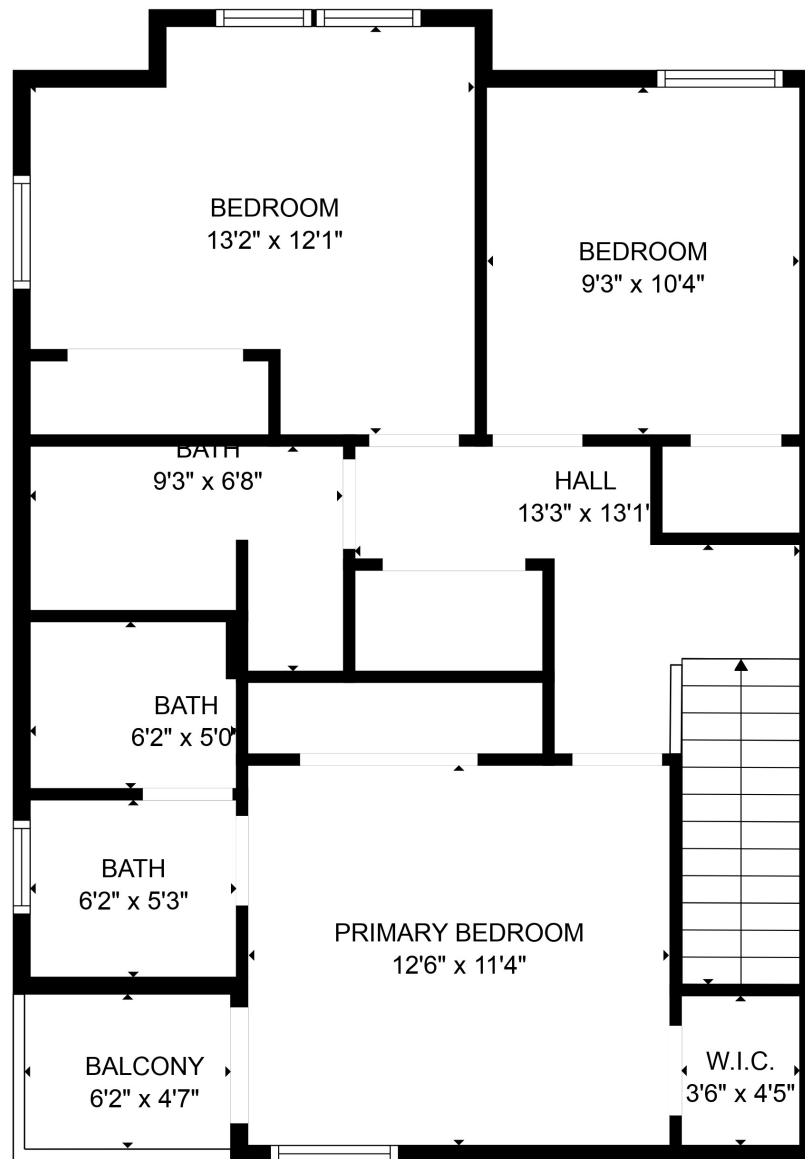 BEDROOM
13'2" x 12'1"
BEDROOM
9'3" x 10'4"
BATH
9'3" x 6'8"
HALL
13'3" x 13'1'
BATH
6'2" x 5'0
BATH
6'2" x 5'3"
PRIMARY BEDROOM
12'6" x 11'4"
BALCONY
6'2" x 4'7"
W.I.C.
3'6" x 4'5"